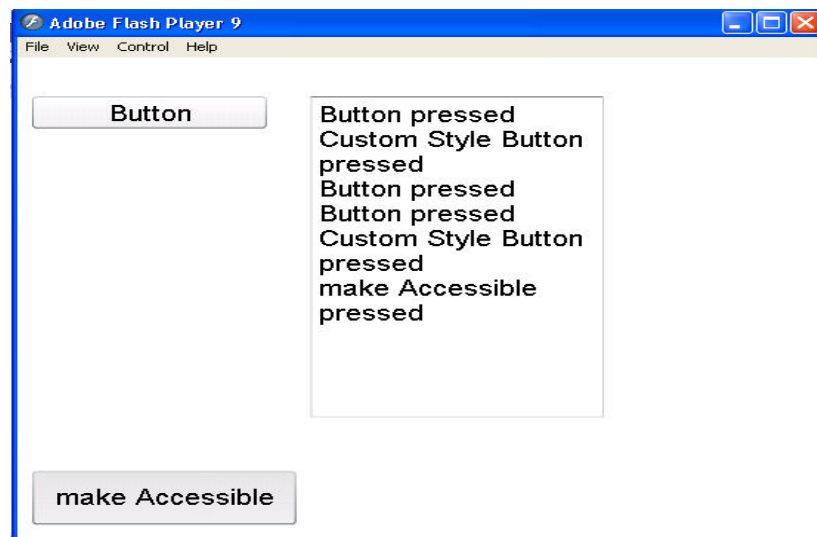 Adobe Flash Player 9
File View Control Help
Button
Button pressed
Custom Style Button
pressed
Button pressed
Button pressed
Custom Style Button
pressed
make Accessible
pressed
make Accessible